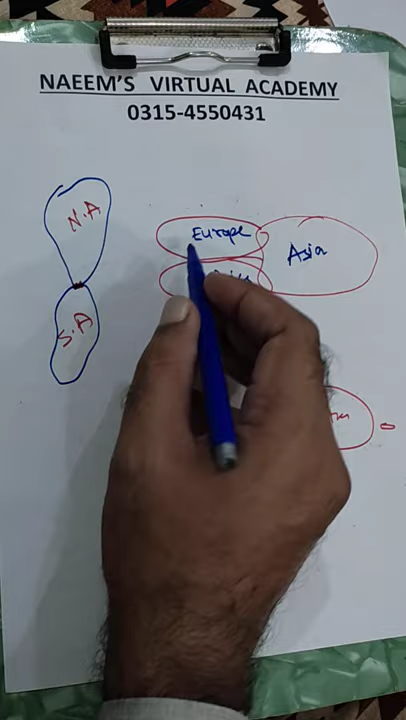 NAEEM'S VIRTUAL ACADEMY
0315-4550431
N.A
Europe
Asia
S.A